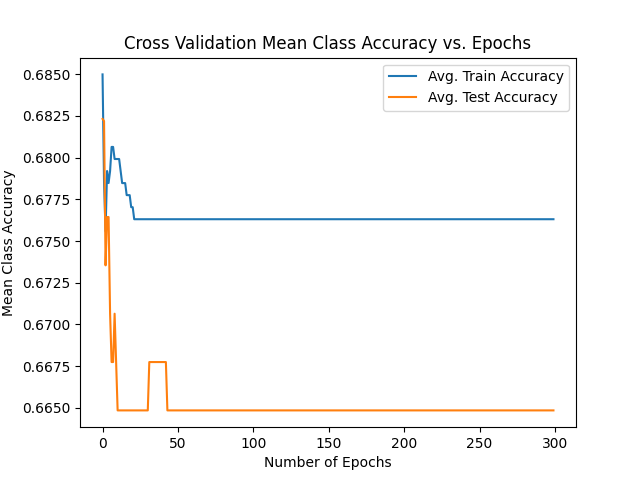 Cross Validation Mean Class Accuracy vs. Epochs
Avg. Train Accuracy
Avg. Test Accuracy
Mean Class Accuracy
0.6850
0.6825
0.6800
0.6775
0.6750
0.6725
0.6700
0.6675
0.6650
0 50 100 150 200 250 300
Number of Epochs